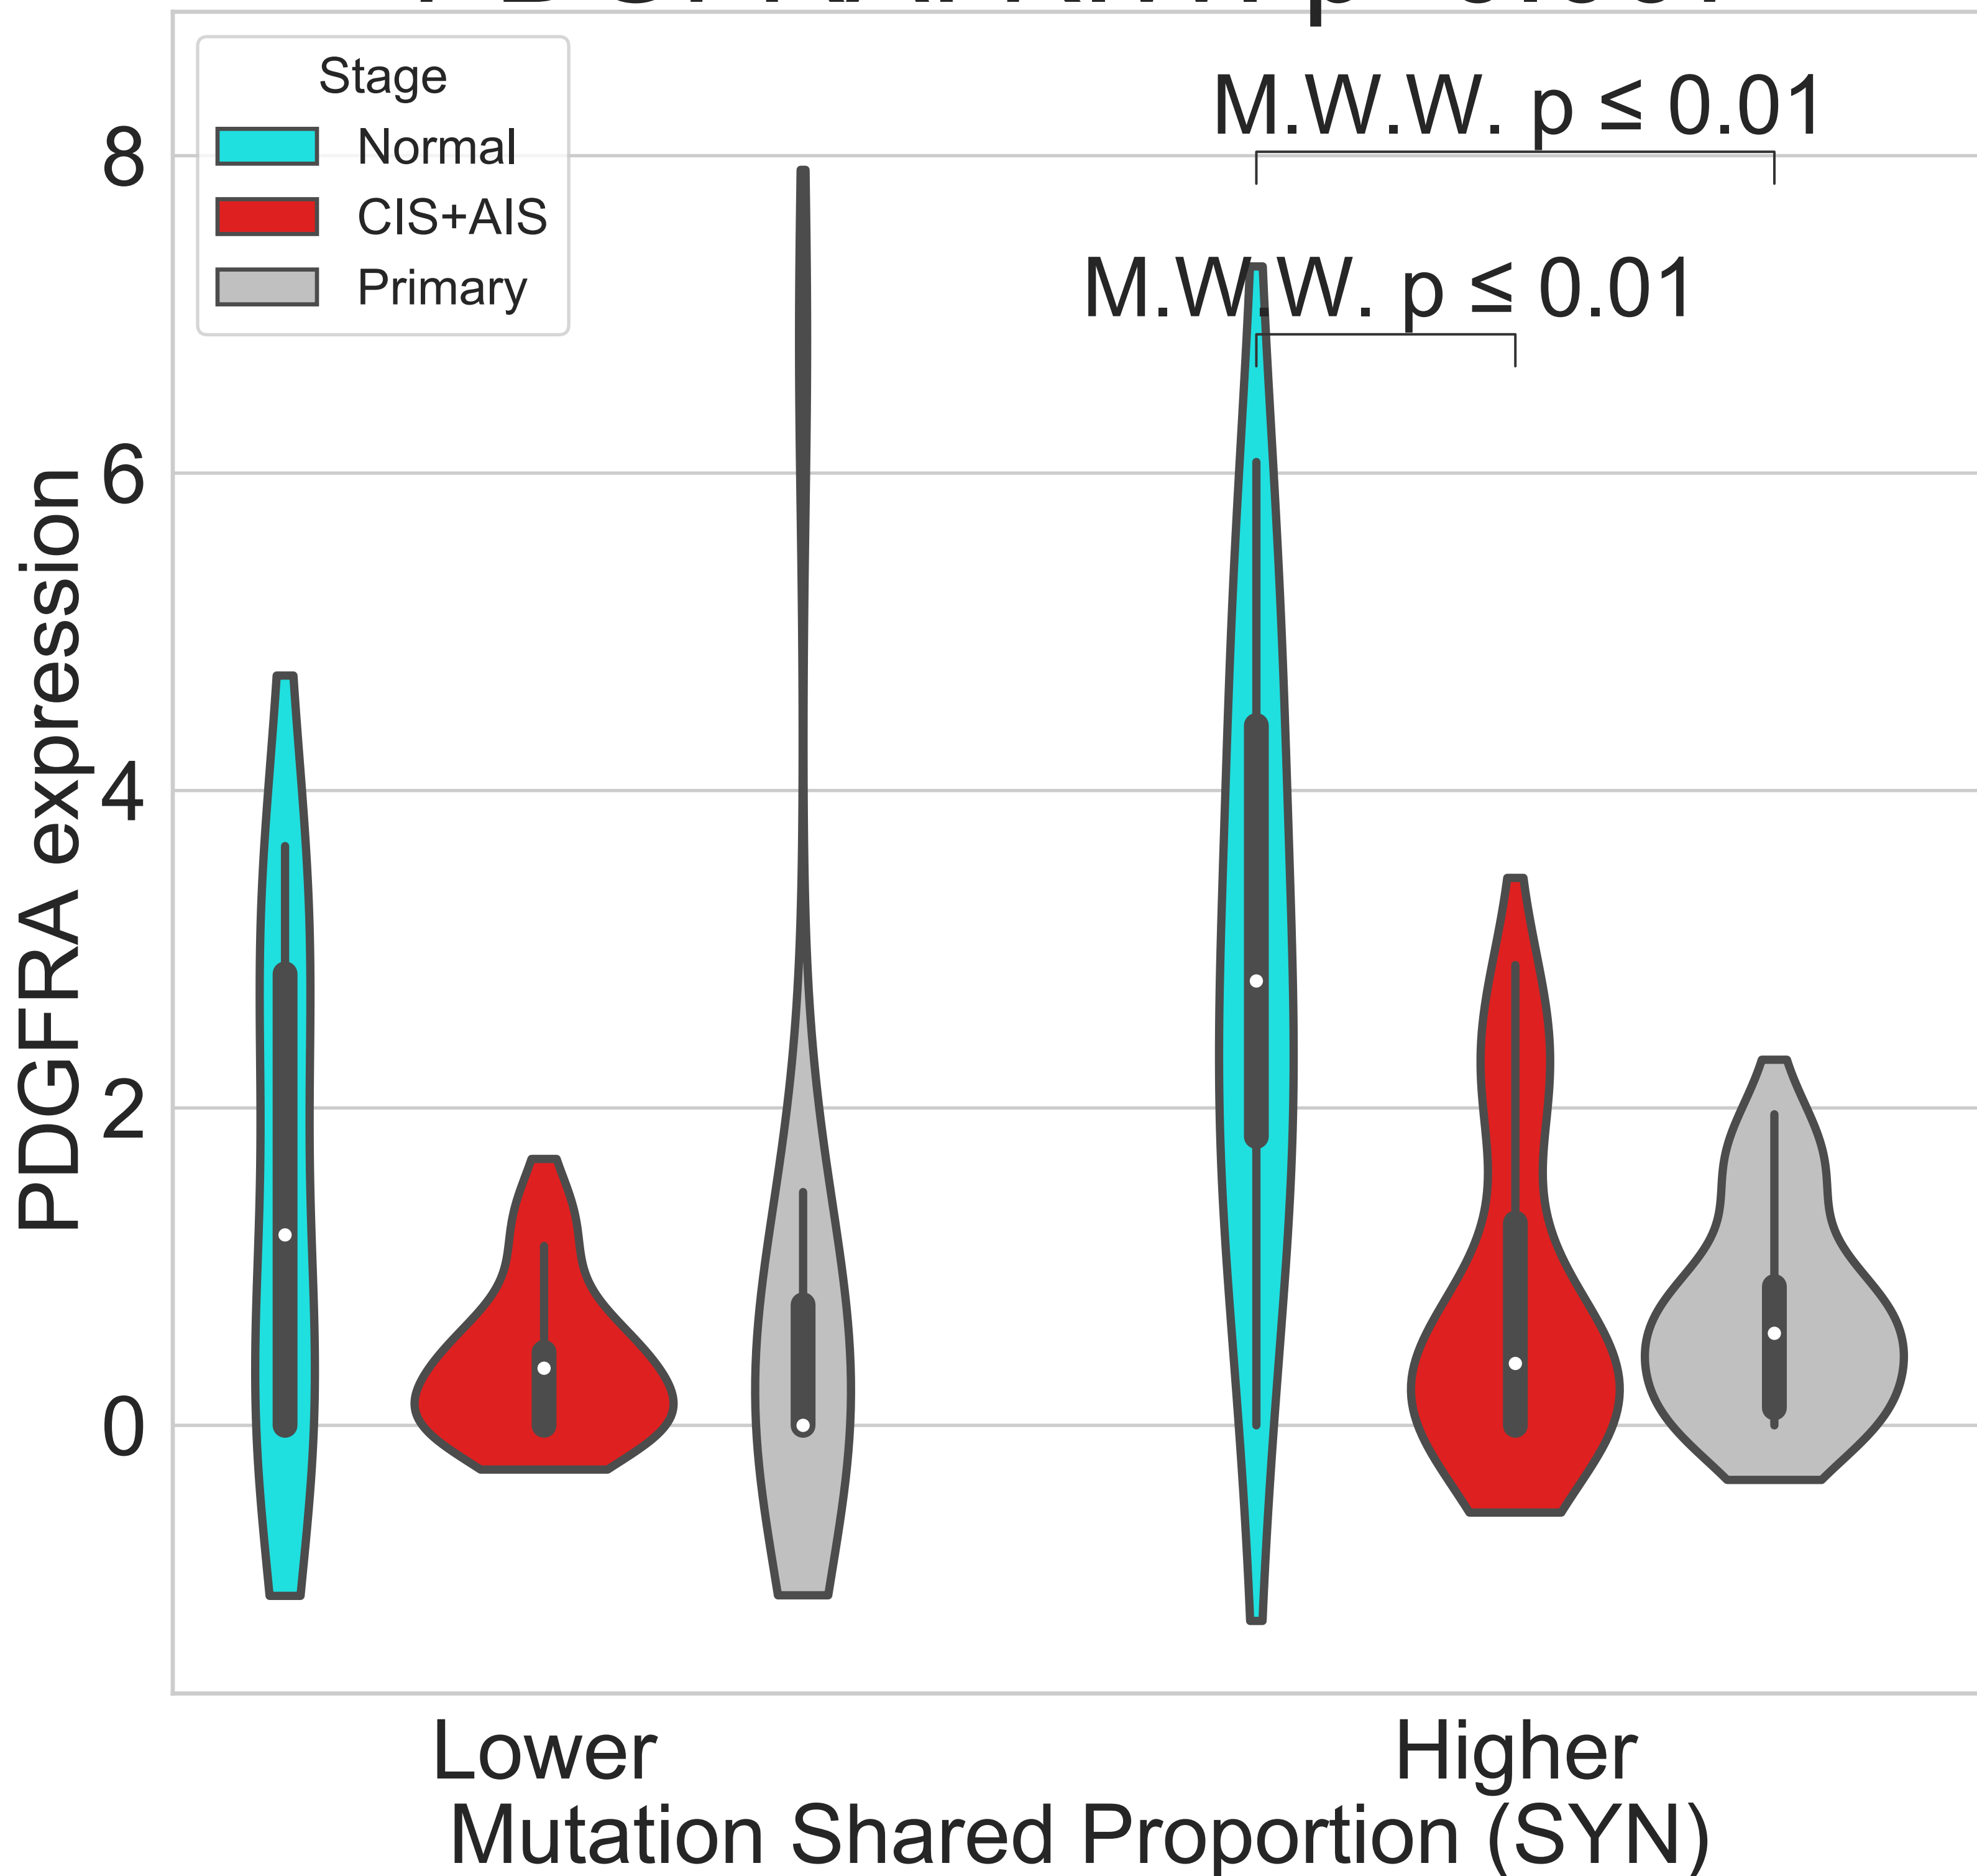 M.W.W. p ≤ 0.01
Stage
Normal
CIS+AIS
Primary
M.W.W. p ≤ 0.01
8
6
4
2
0
PDGFRA expression
Lower
Higher
Mutation Shared Proportion (SYN)